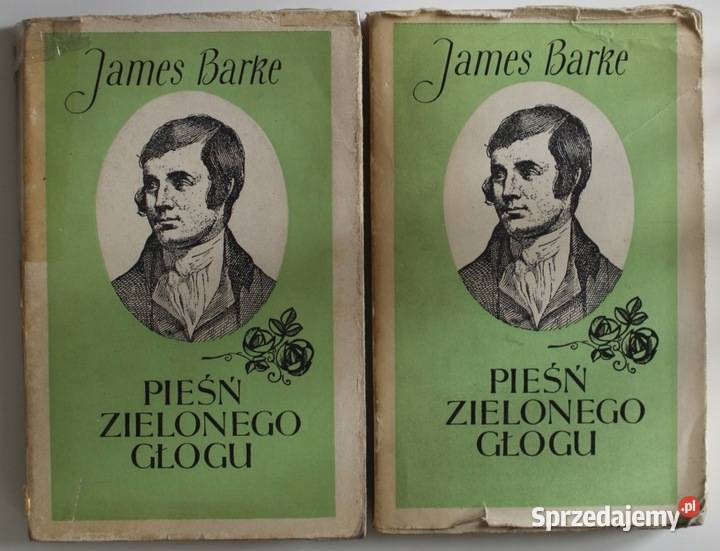 James Barke
PIEŚŃ
ZIELONEGO
GŁOGU
James Barke
PIEŚŃ
ZIELONEGO
GŁOGU
Sprzedajemy.pl